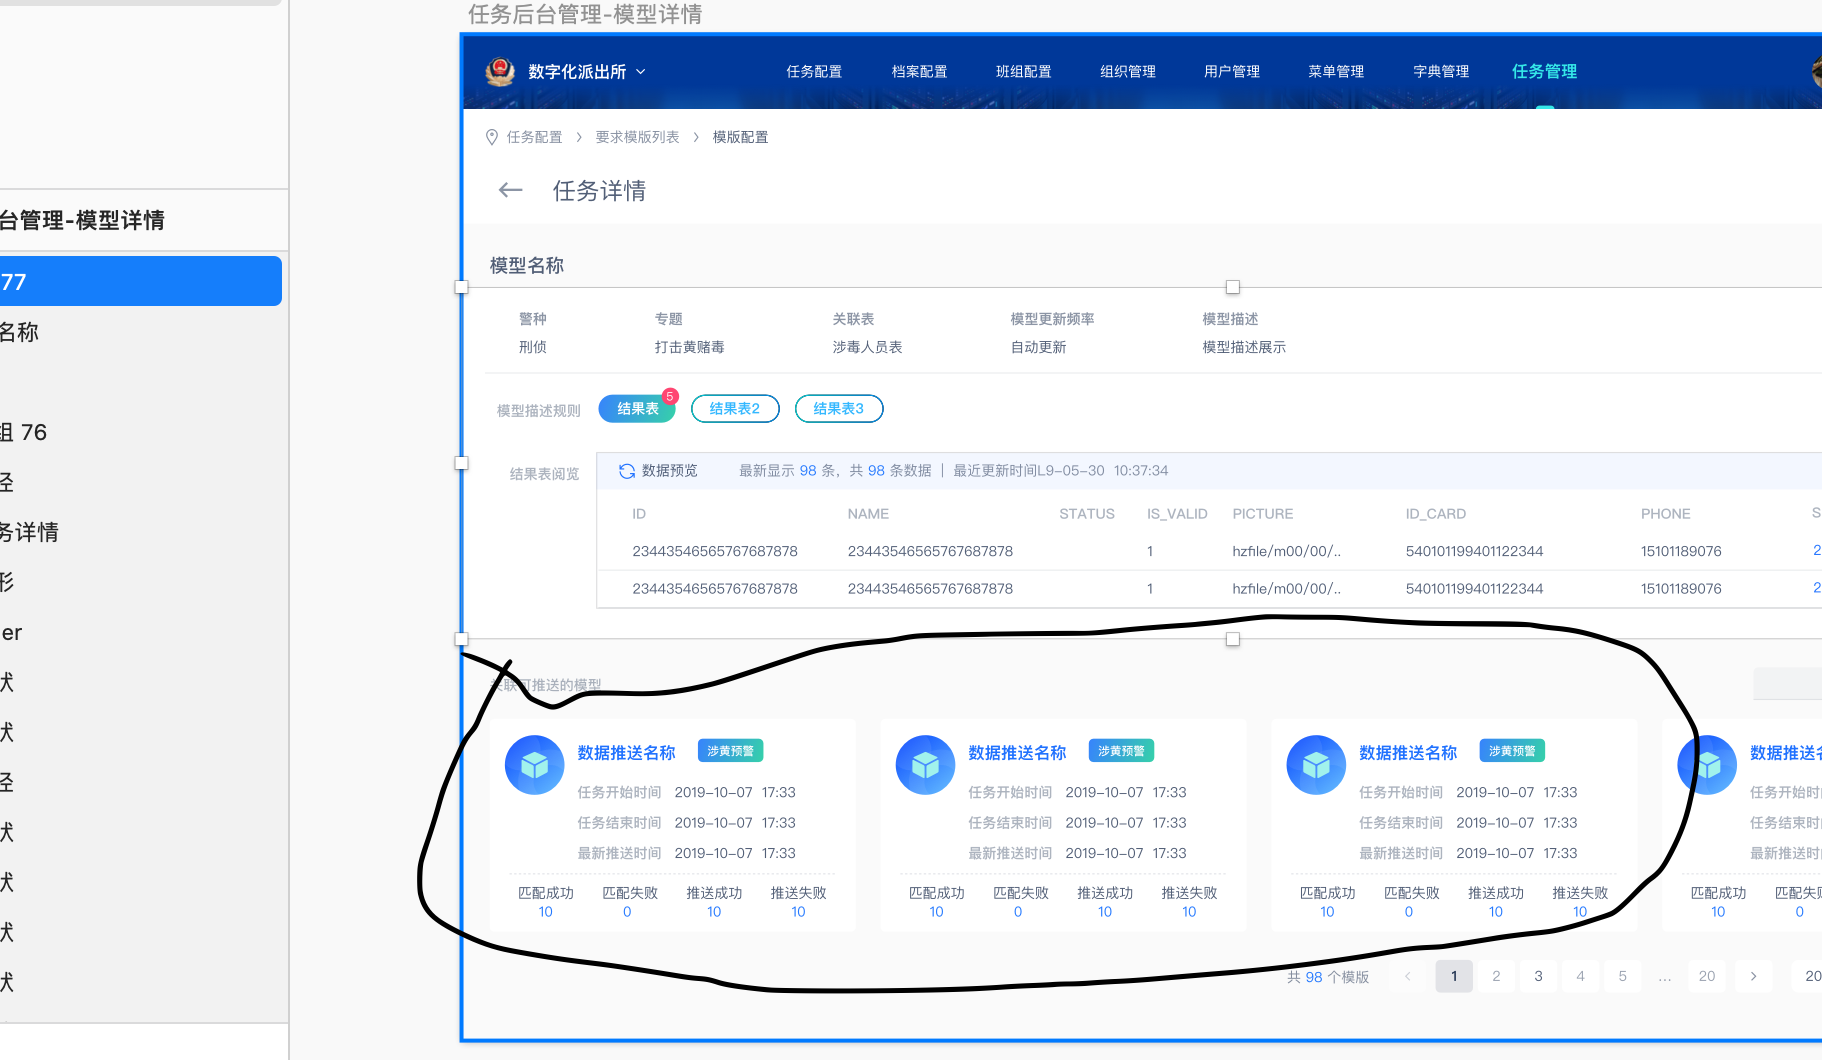 任务后台管理-模型详情
数字化派出所 任务配置 档案配置 班组配置 组织管理 用户管理 菜单管理 字典管理 任务管理
任务配置 > 要求模版列表 > 模版配置
台管理-模型详情
任务详情
77
模型名称
名称
警种 专题 关联表 模型更新频率 模型描述
刑侦 打击黄赌毒 涉毒人员表 自动更新 模型描述展示
模型描述规则 结果表 5 结果表2 结果表3
组 76
结果表阅览 数据预览 最新显示 98 条，共 98 条数据 | 最近更新时间L9-05-30 10:37:34
径
ID NAME STATUS IS_VALID PICTURE ID_CARD PHONE S
务详情
23443546565767687878 23443546565767687878 1 hzfile/m00/00/.. 540101199401122344 15101189076 2
形
23443546565767687878 23443546565767687878 1 hzfile/m00/00/.. 540101199401122344 15101189076 2
er
关联可推送的模型
状
状
数据推送名称 涉黄预警 数据推送名称 涉黄预警 数据推送名称 涉黄预警 数据推送名
径
任务开始时间 2019-10-07 17:33 任务开始时间 2019-10-07 17:33 任务开始时间 2019-10-07 17:33 任务开始时
状
任务结束时间 2019-10-07 17:33 任务结束时间 2019-10-07 17:33 任务结束时间 2019-10-07 17:33 任务结束时
最新推送时间 2019-10-07 17:33 最新推送时间 2019-10-07 17:33 最新推送时间 2019-10-07 17:33 最新推送时
状
匹配成功 匹配失败 推送成功 推送失败 匹配成功 匹配失败 推送成功 推送失败 匹配成功 匹配失败 推送成功 推送失败 匹配成功 匹配失败
10 0 10 10 10 0 10 10 10 0 10 10 10 0
状
共 98 个模版 < 1 2 3 4 5 ... 20 > 20
状